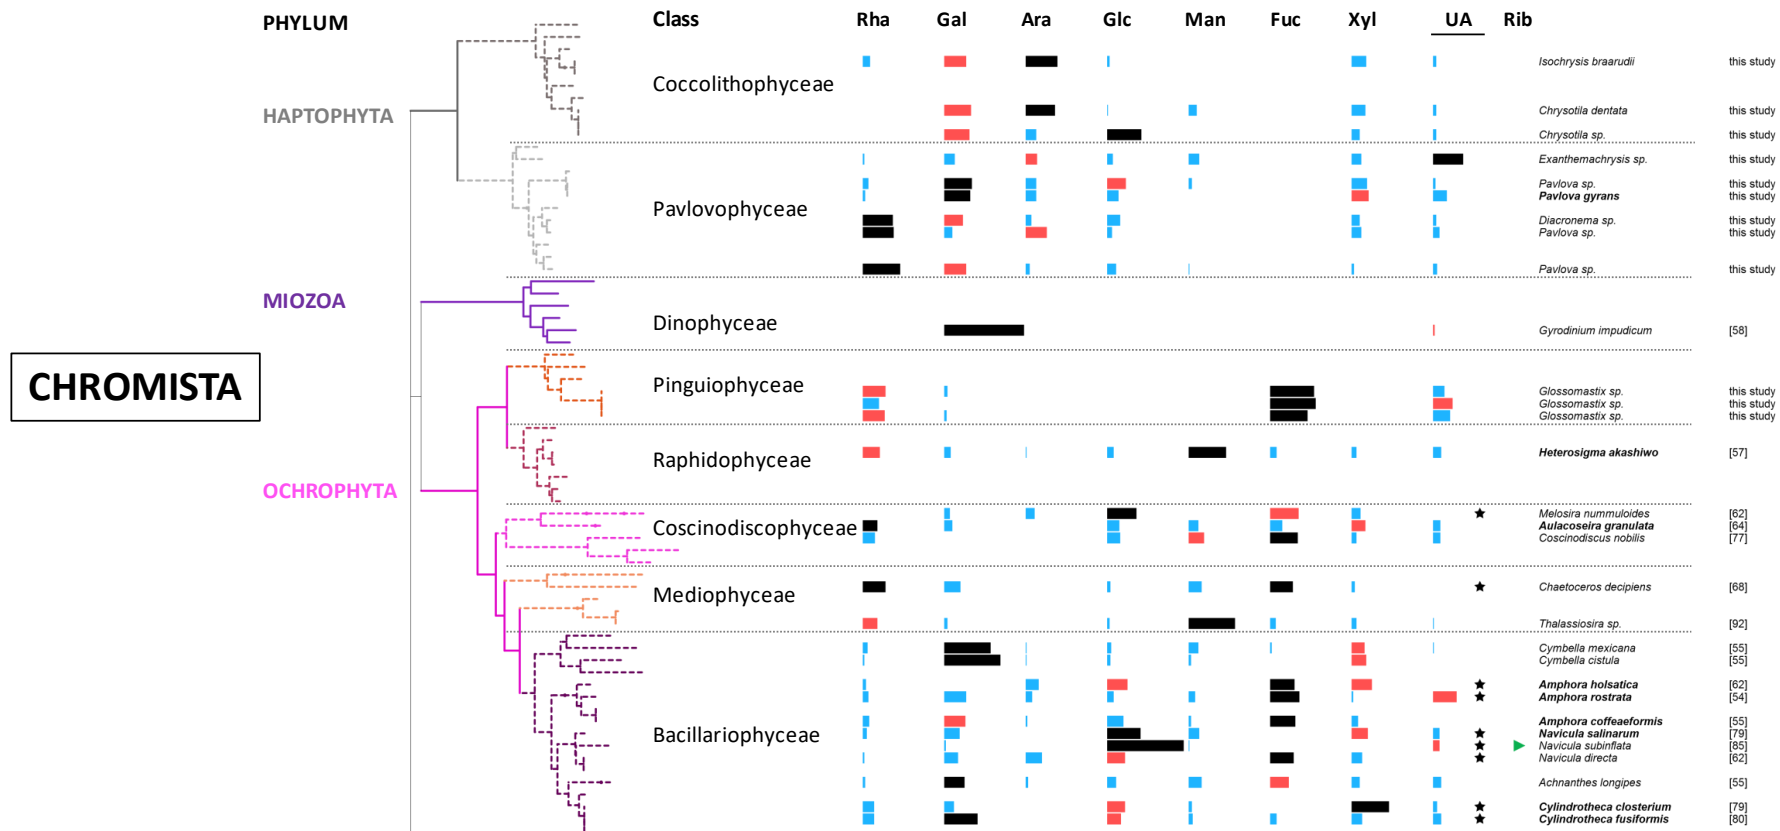 PHYLUM Class Rha Gal Ara Glc Man Fuc Xyl UA Rib
Isochrysis braarudii this study
Coccolithophyceae
HAPTOPHYTA
Chrysotila dentata this study
Chrysotila sp. this study
Exanthemachrysis sp. this study
Pavlova sp. this study
Pavlova gyrans this study
Pavlovophyceae
Diacronema sp. this study
Pavlova sp. this study
Pavlova sp. this study
MIOZOA
Dinophyceae
Gyrodinium impudicum [58]
CHROMISTA
Pinguiophyceae
Glossomastix sp. this study
Glossomastix sp. this study
Glossomastix sp. this study
Heterosigma akashiwo [57]
Raphidophyceae
OCHROPHYTA
Melosira nummuloides [62]
Coscinodiscophyceae
Aulacoseira granulata [64]
Coscinodiscus nobilis [77]
Chaetoceros decipiens [68]
Mediophyceae
Thalassiosira sp. [92]
Cymbella mexicana [55]
Cymbella cistula [55]
Amphora holsatica [62]
Amphora rostrata [54]
Amphora coffeaeformis [55]
Bacillariophyceae
Navicula salinarum [79]
Navicula subinflata [85]
Navicula directa [62]
Achnanthes longipes [55]
Cylindrotheca closterium [79]
Cylindrotheca fusiformis [80]